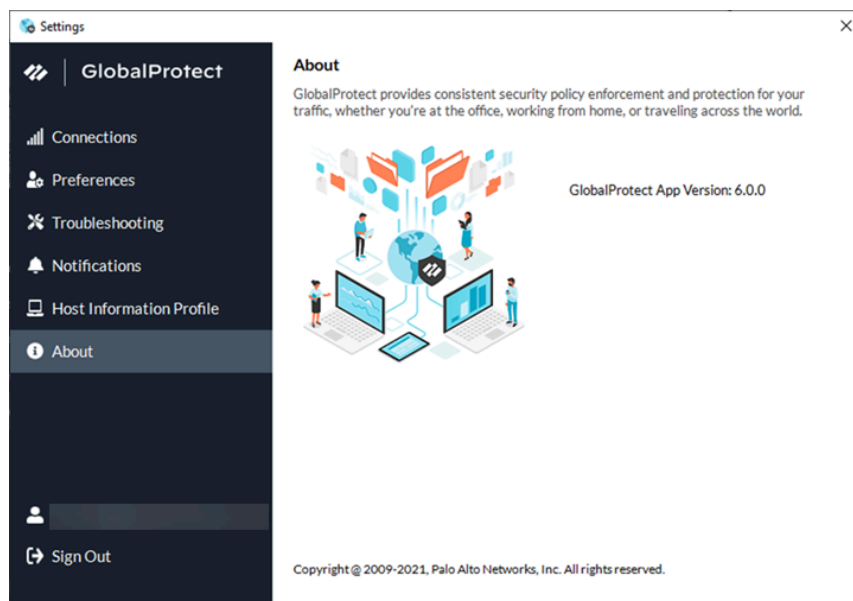 Settings
GlobalProtect
Connections
Preferences
Troubleshooting
Notifications
Host Information Profile
About
Sign Out
About
GlobalProtect provides consistent security policy enforcement and protection for your
traffic, whether you're at the office, working from home, or traveling across the world.
GlobalProtect App Version: 6.0.0
Copyright @ 2009-2021, Palo Alto Networks, Inc. All rights reserved.